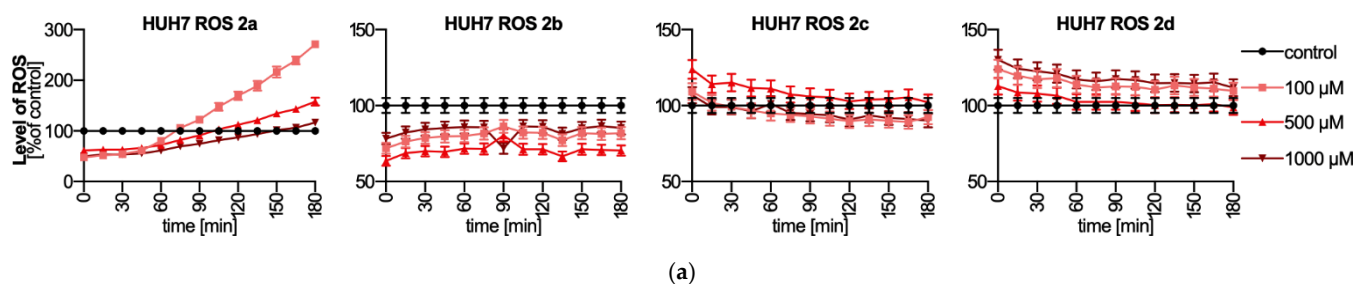 HUH7 ROS 2a
HUH7 ROS 2b
HUH7 ROS 2c
HUH7 ROS 2d
Level of ROS
[%of control]
300
200
100
0
0
30
60
90
120
150
180
time [min]
150
100
50
0
30
60
90
120
150
180
time [min]
150
100
50
0
30
60
90
120
150
180
time [min]
150
100
50
0
30
60
90
120
150
180
time [min]
control
100 µM
500 µM
1000 µM
(a)